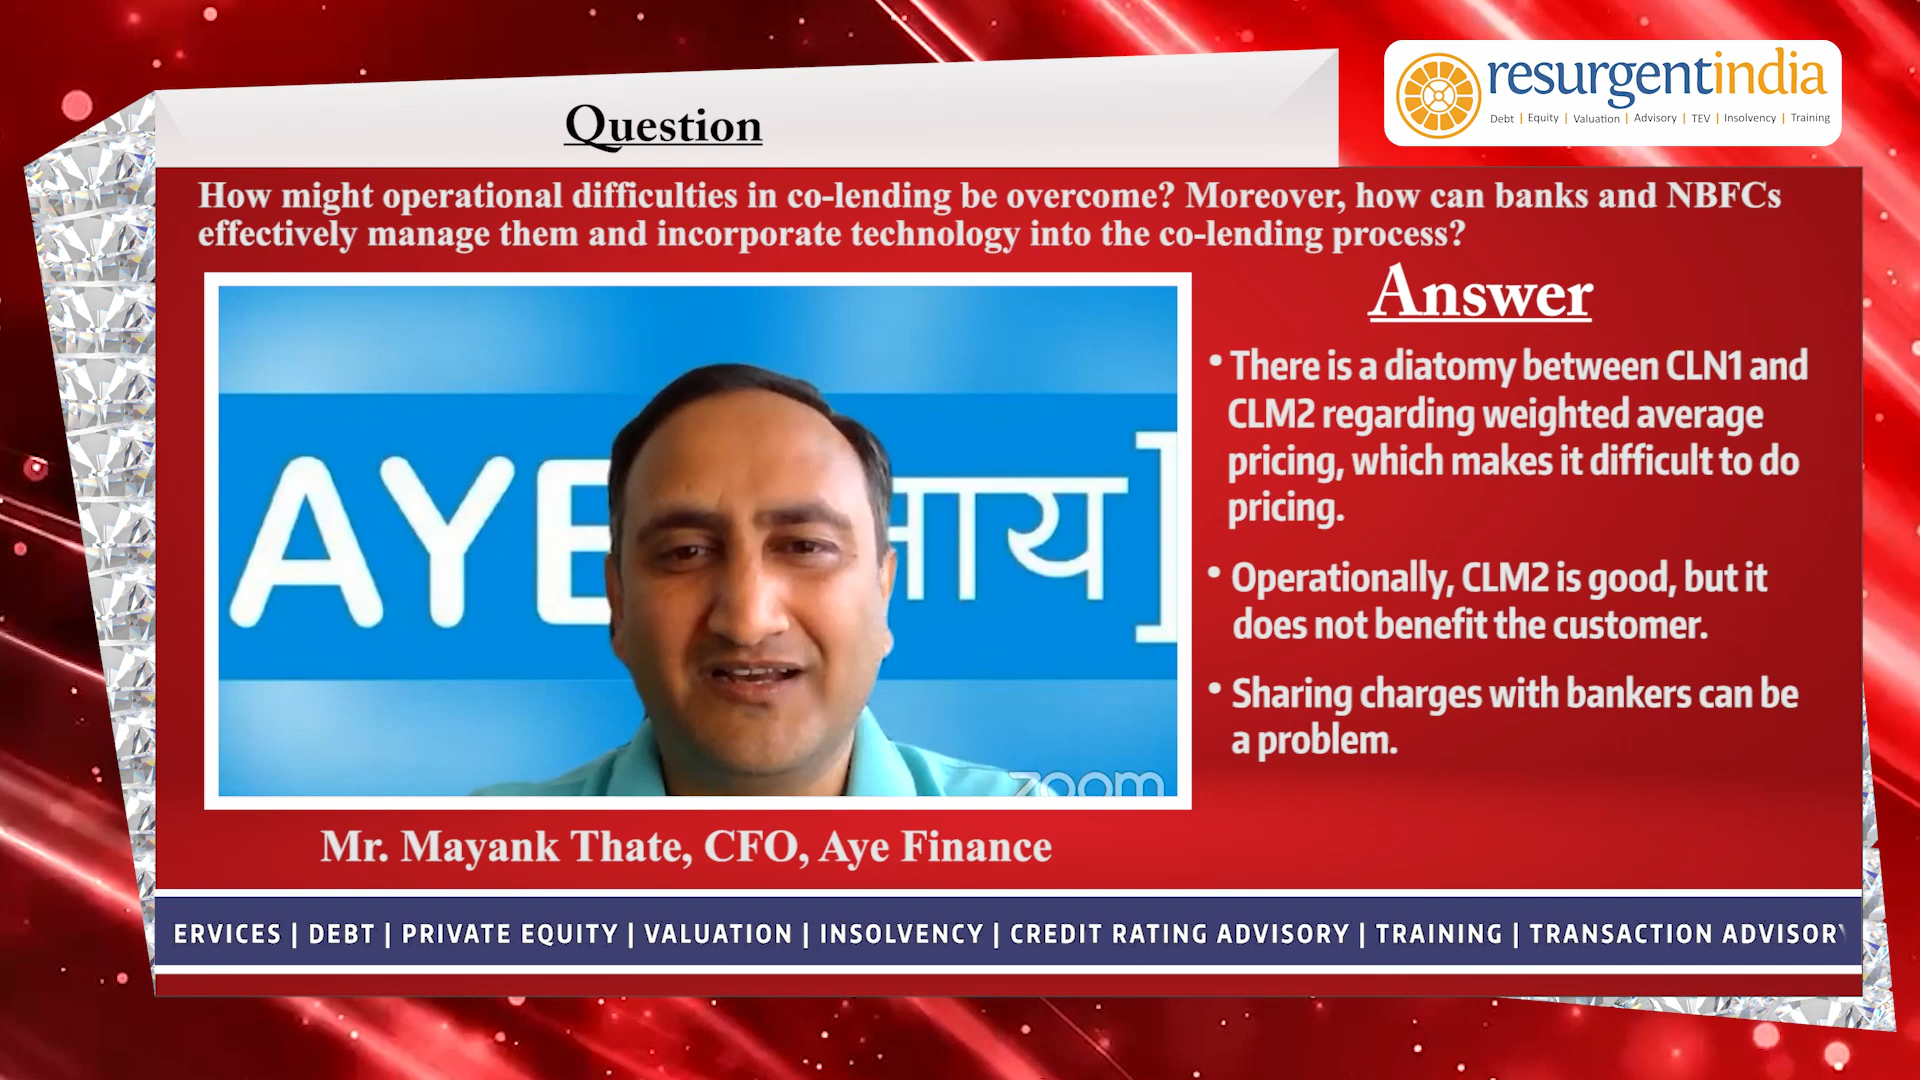 Question
resurgentindia
Debt | Equity | Valuation | Advisory | TEV | Insolvency | Training
How might operational difficulties in co-lending be overcome? Moreover, how can banks and NBFCs
effectively manage them and incorporate technology into the co-lending process?
Answer
• There is a diatomy between CLN1 and
CLM2 regarding weighted average
pricing, which makes it difficult to do
pricing.
• Operationally, CLM2 is good, but it
does not benefit the customer.
• Sharing charges with bankers can be
a problem.
AYE
ाय]
zoom
Mr. Mayank Thate, CFO, Aye Finance
ERVICES | DEBT | PRIVATE EQUITY | VALUATION | INSOLVENCY | CREDIT RATING ADVISORY | TRAINING | TRANSACTION ADVISORY